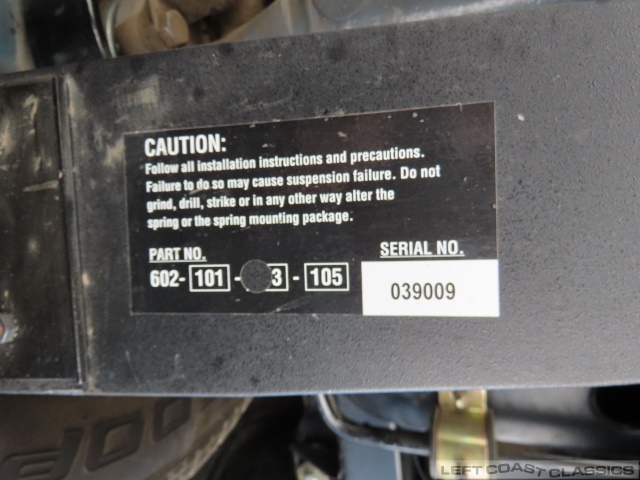 CAUTION:
Follow all installation instructions and precautions.
Failure to do so may cause suspension failure. Do not
grind, drill, strike or in any other way alter the
spring or the spring mounting package.
PART NO.
602-101- 3-105
SERIAL NO.
039009
LEFT COAST CLASSICS